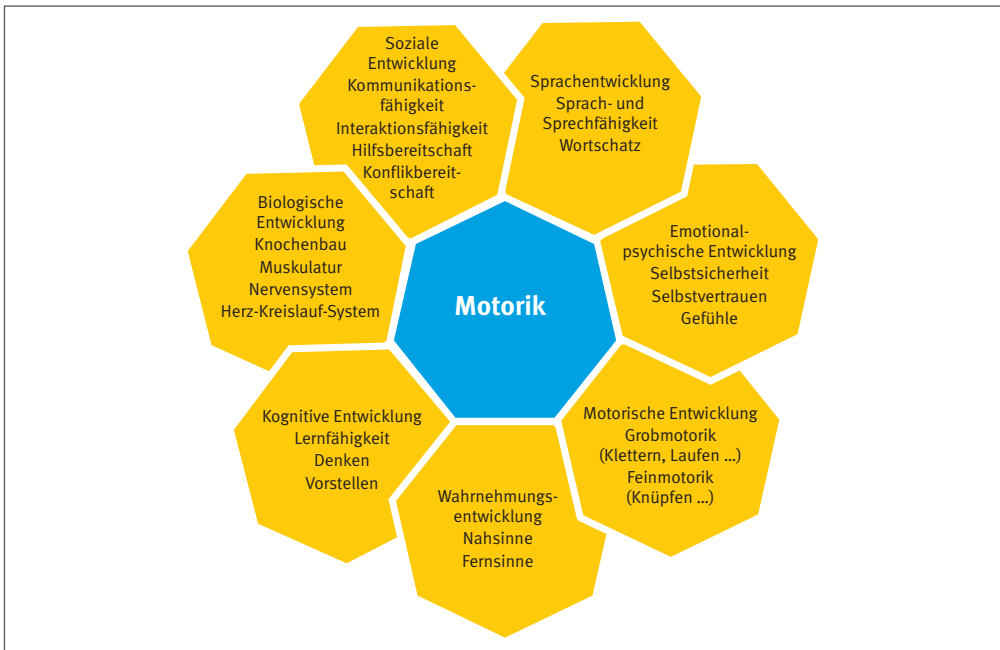 Soziale
Entwicklung
Kommunikations-
fähigkeit
Interaktionsfähigkeit
Hilfsbereitschaft
Konflikbereit-
schaft
Sprachentwicklung
Sprach- und
Sprechfähigkeit
Wortschatz
Biologische
Entwicklung
Knochenbau
Muskulatur
Nervensystem
Herz-Kreislauf-System
Motorik
Emotional-
psychische Entwicklung
Selbstsicherheit
Selbstvertrauen
Gefühle
Kognitive Entwicklung
Lernfähigkeit
Denken
Vorstellen
Wahrnehmungs-
entwicklung
Nahsinne
Fernsinne
Motorische Entwicklung
Grobmotorik
(Klettern, Laufen ...)
Feinmotorik
(Knüpfen ...)